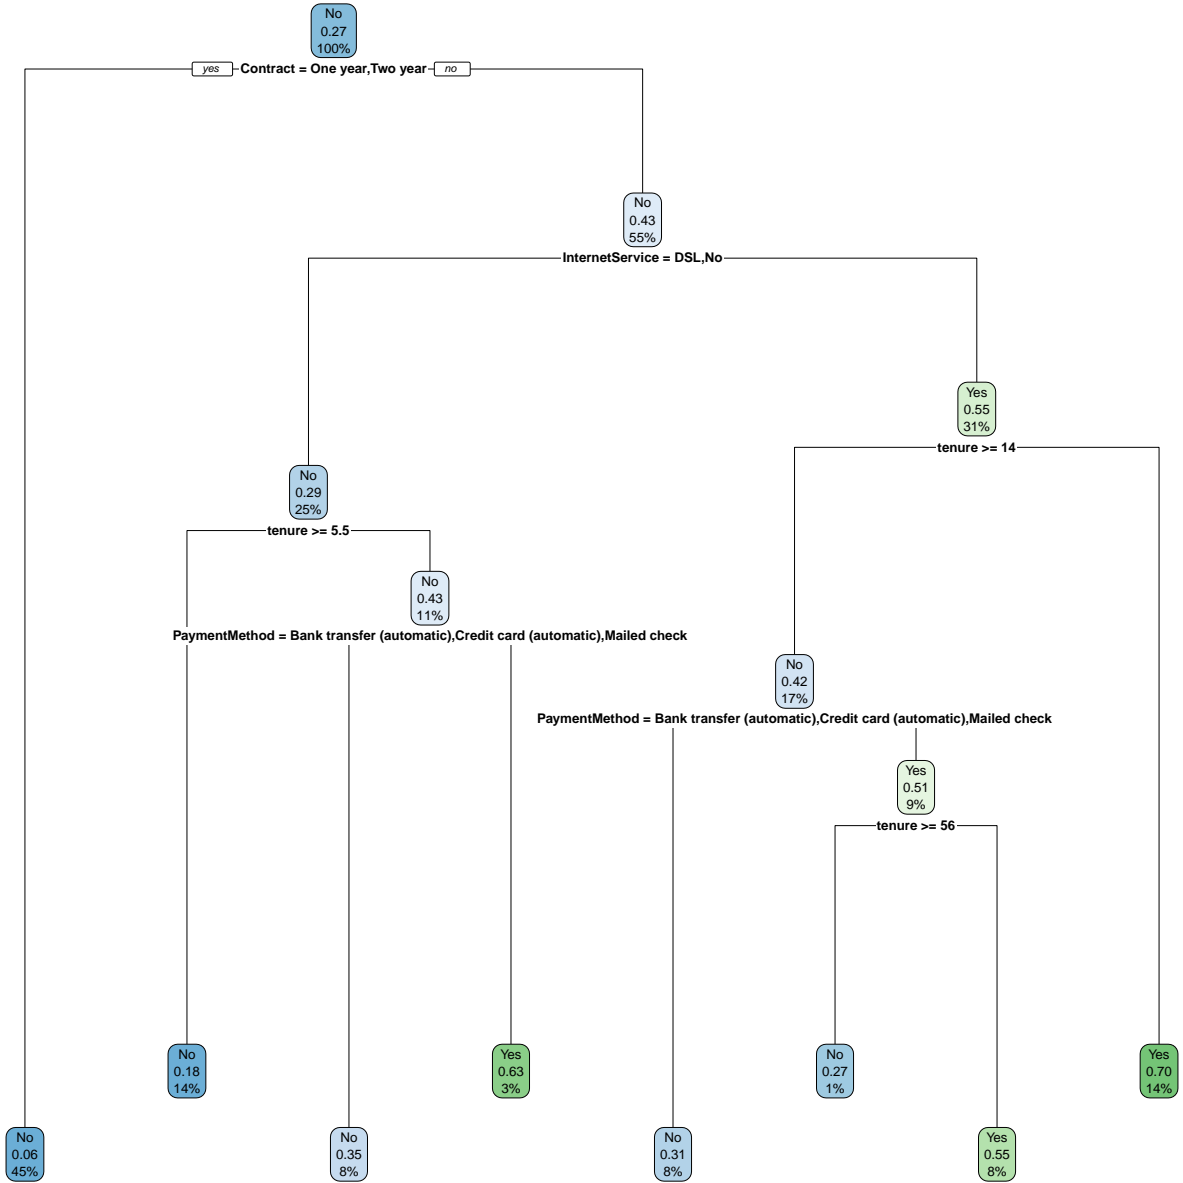 No
0.27
100%
yes Contract = One year,Two year no
No
0.43
55%
InternetService = DSL,No
Yes
0.55
31%
tenure >= 14
No
0.29
25%
tenure >= 5.5
No
0.43
11%
PaymentMethod = Bank transfer (automatic),Credit card (automatic),Mailed check
No
0.42
17%
PaymentMethod = Bank transfer (automatic),Credit card (automatic),Mailed check
Yes
0.51
9%
tenure >= 56
No
0.18
14%
Yes
0.63
3%
No
0.27
1%
Yes
0.70
14%
No
0.06
45%
No
0.35
8%
No
0.31
8%
Yes
0.55
8%